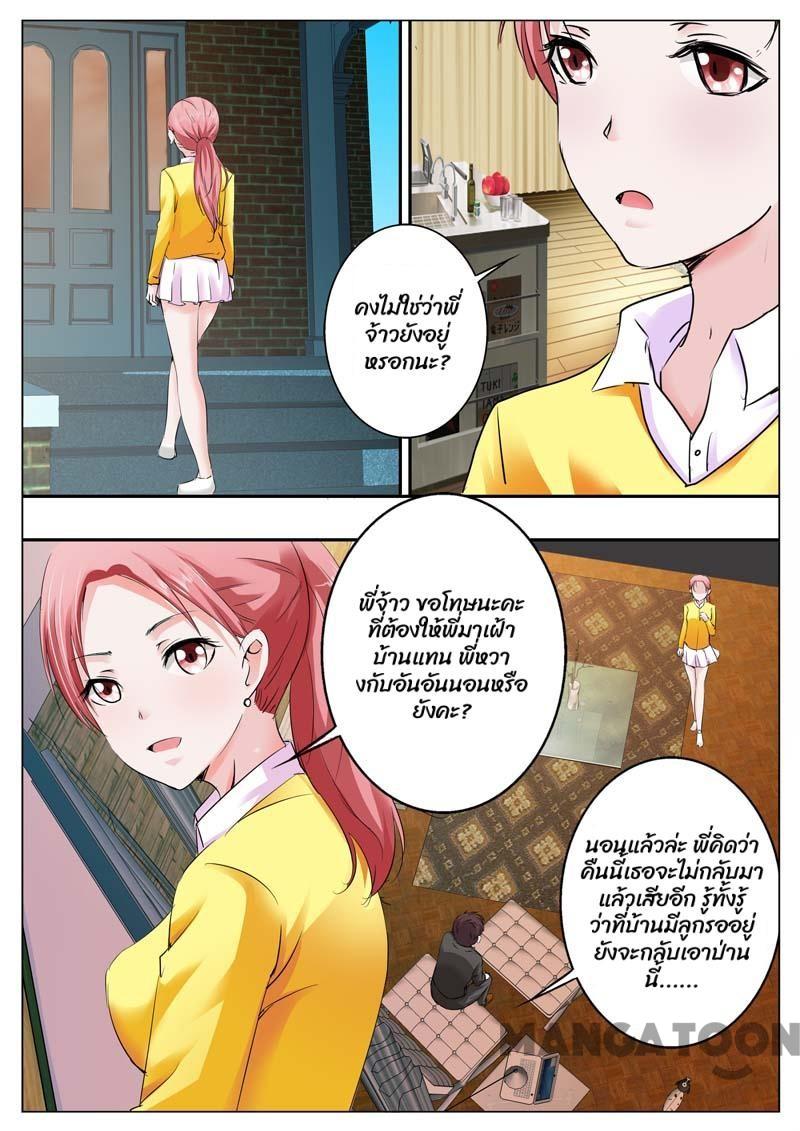 คงไม่ใช่ว่าพี่
จ้าวยังอยู่
หรอกนะ?
電子レンジ
TUKI
พี่จ้าว ขอโทษนะคะ
ที่ต้องให้พี่มาเฝ้า
บ้านแทน พี่หวา
งกับอันอันนอนหรือ
ยังคะ?
นอนแล้วล่ะ พี่คิดว่า
คืนนี้เธอจะไม่กลับมา
แล้วเสียอีก รู้ทั้งรู้
ว่าที่บ้านมีลูกรออยู่
ยังจะกลับเอาป่าน
นี้......
MANGATOON